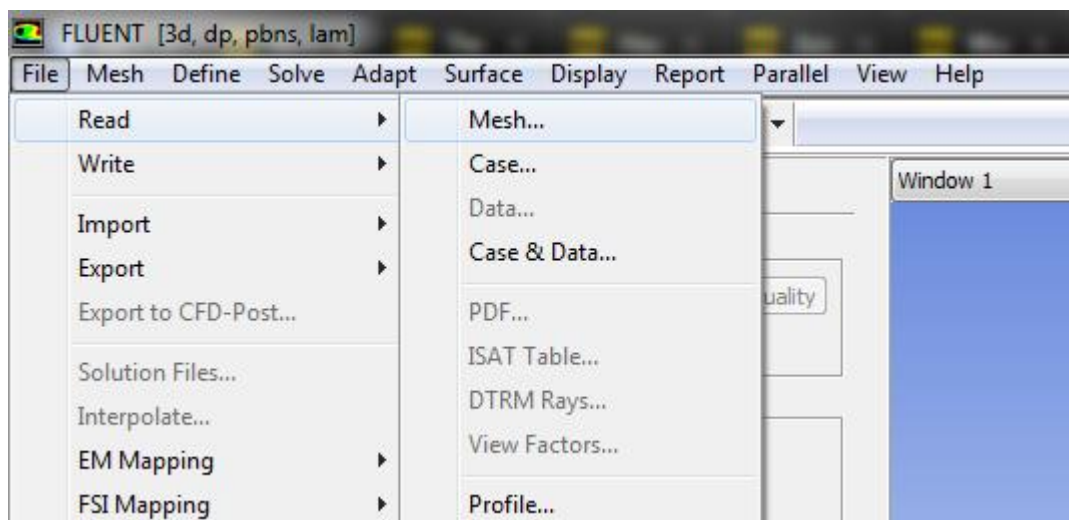 FLUENT [3d, dp, pbns, lam]
File Mesh Define Solve Adapt Surface Display Report Parallel View Help
Read
Write
Import
Export
Export to CFD-Post...
Solution Files...
Interpolate...
EM Mapping
FSI Mapping
Mesh...
Case...
Data...
Case & Data...
PDF...
ISAT Table...
DTRM Rays...
View Factors...
Profile...
uality
Window 1